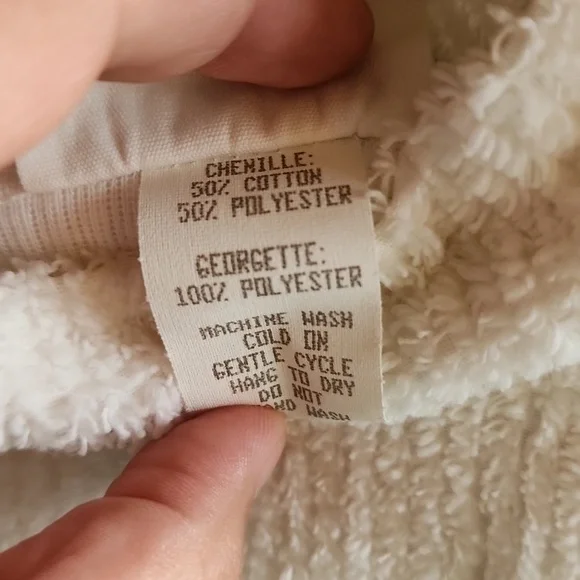 CHENILLE:
50% COTTON
50% POLYESTER
GEORGETTE:
100% POLYESTER
MACHINE WASH
COLD ON
GENTLE CYCLE
HANG TO DRY
DO NOT
WASH